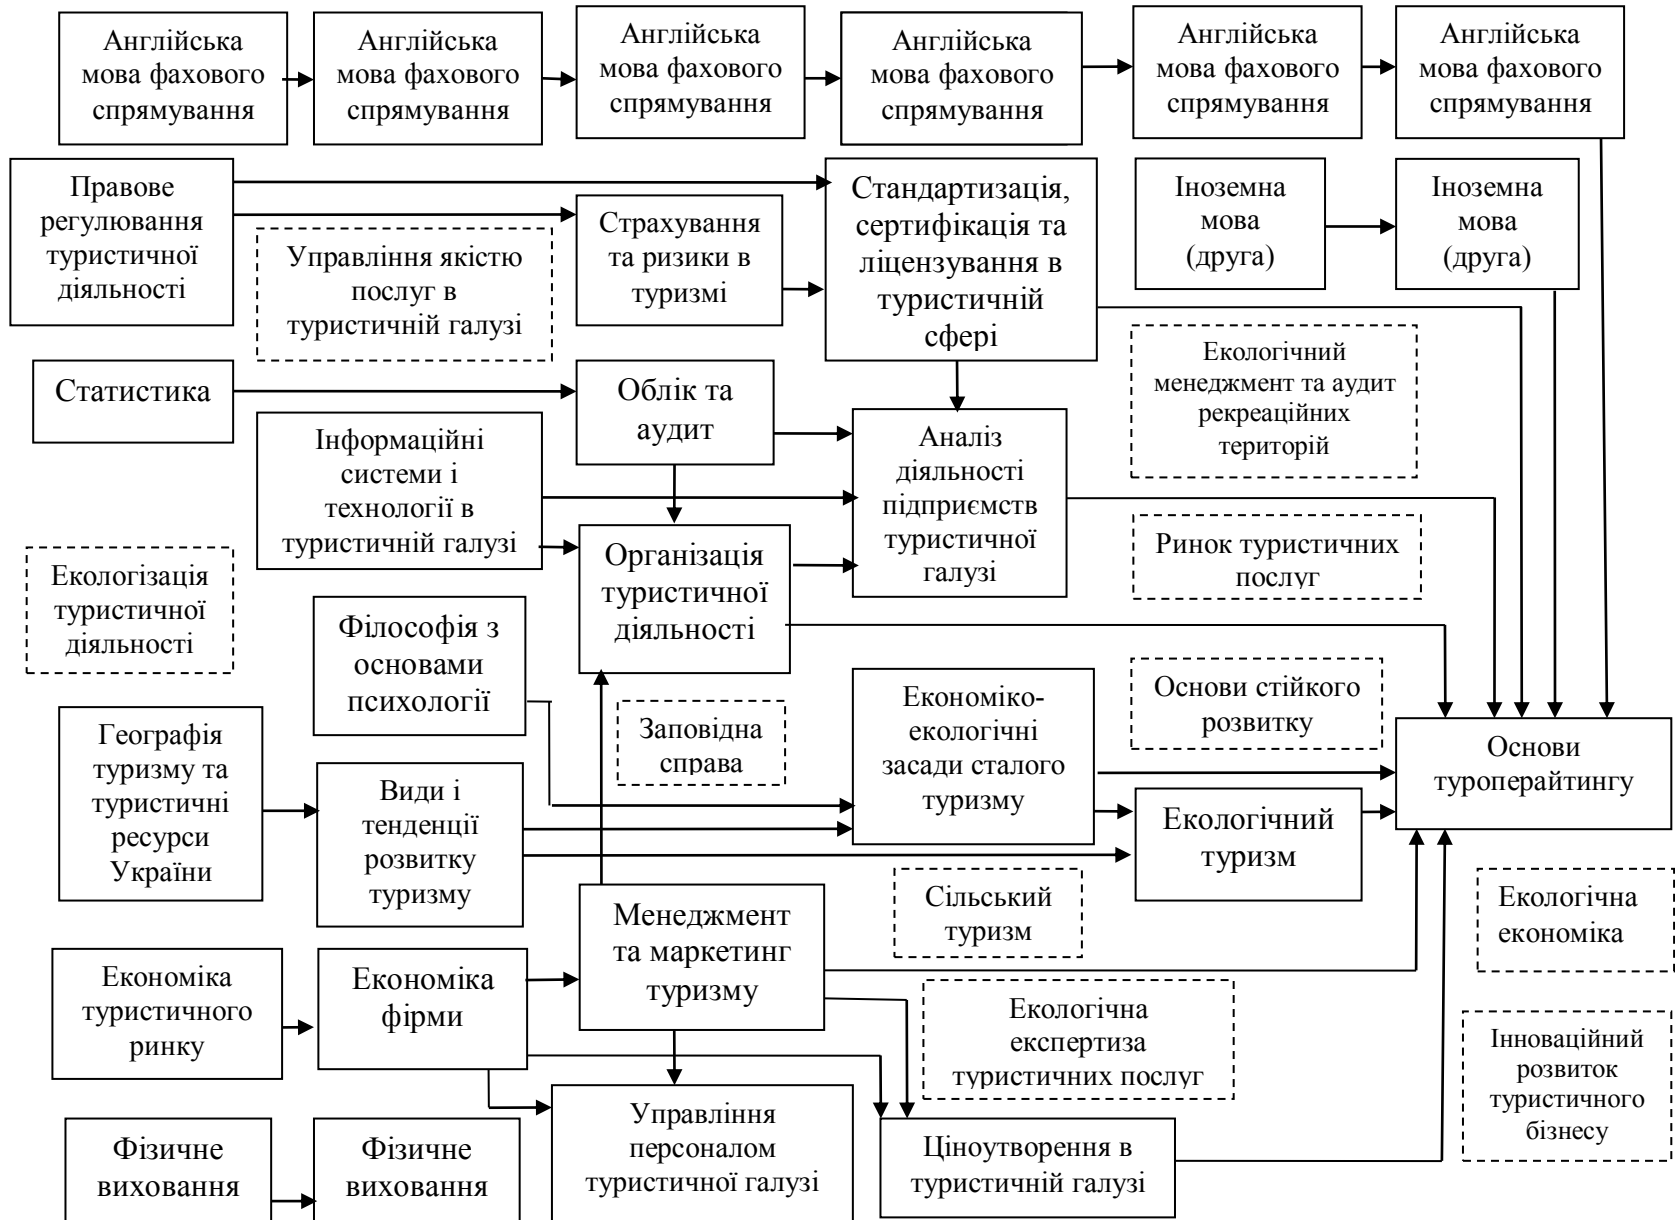 Англійська
мова фахового
спрямування
Англійська
мова фахового
спрямування
Англійська
мова фахового
спрямування
Англійська
мова фахового
спрямування
Англійська
мова фахового
спрямування
Англійська
мова фахового
спрямування
Правове
регулювання
туристичної
діяльності
Управління якістю
послуг в
туристичній галузі
Страхування
та ризики в
туризмі
Стандартизація,
сертифікація та
ліцензування в
туристичній
сфері
Іноземна
мова
(друга)
Іноземна
мова
(друга)
Статистика
Облік та
аудит
Екологічний
менеджмент та аудит
рекреаційних
територій
Інформаційні
системи і
технології в
туристичній галузі
Аналіз
діяльності
підприємств
туристичної
галузі
Екологізація
туристичної
діяльності
Організація
туристичної
діяльності
Ринок туристичних
послуг
Філософія з
основами
психології
Заповідна
справа
Економіко-
екологічні
засади сталого
туризму
Основи стійкого
розвитку
Основи
туроперайтингу
Географія
туризму та
туристичні
ресурси
України
Види і
тенденції
розвитку
туризму
Екологічний
туризм
Менеджмент
та маркетинг
туризму
Сільський
туризм
Екологічна
економіка
Економіка
туристичного
ринку
Економіка
фірми
Екологічна
експертиза
туристичних послуг
Інноваційний
розвиток
туристичного
бізнесу
Фізичне
виховання
Фізичне
виховання
Управління
персоналом
туристичної галузі
Ціноутворення в
туристичній галузі